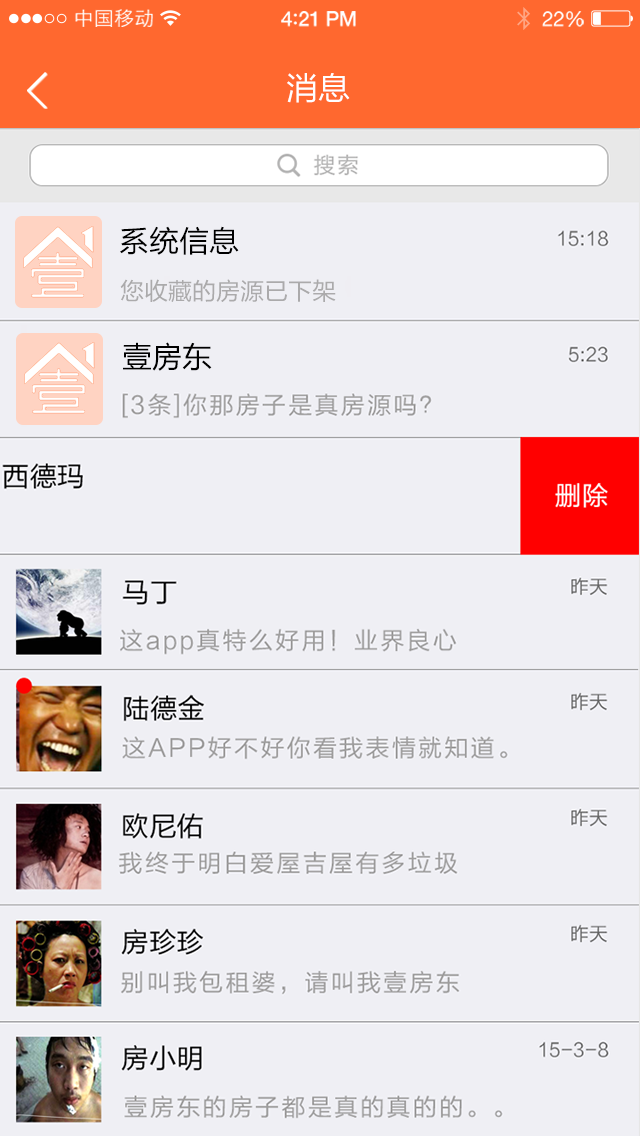 中国移动 4:21 PM 22%
消息
搜索
系统信息 15:18
您收藏的房源已下架
壹房东 5:23
[3条]你那房子是真房源吗?
西德玛 删除
马丁 昨天
这app真特么好用！业界良心
陆德金 昨天
这APP好不好你看我表情就知道。
欧尼佑 昨天
我终于明白爱屋吉屋有多垃圾
房珍珍 昨天
别叫我包租婆，请叫我壹房东
房小明 15-3-8
壹房东的房子都是真的真的的。。